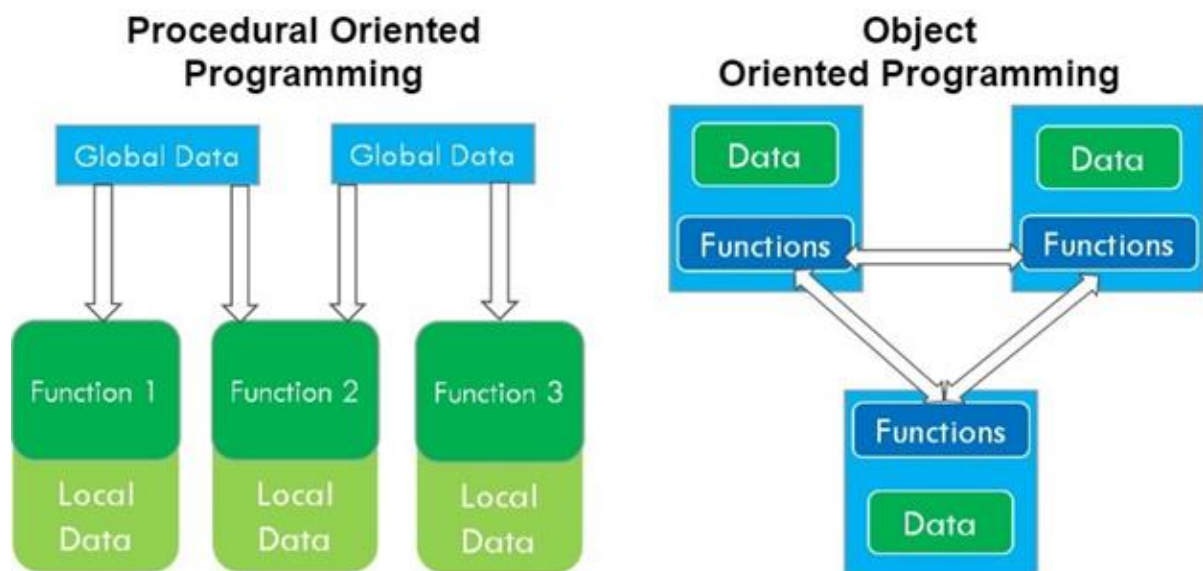 Procedural Oriented
Programming
Global Data
Global Data
Function 1
Function 2
Function 3
Local
Data
Local
Data
Local
Data
Object
Oriented Programming
Data
Functions
Data
Functions
Functions
Data